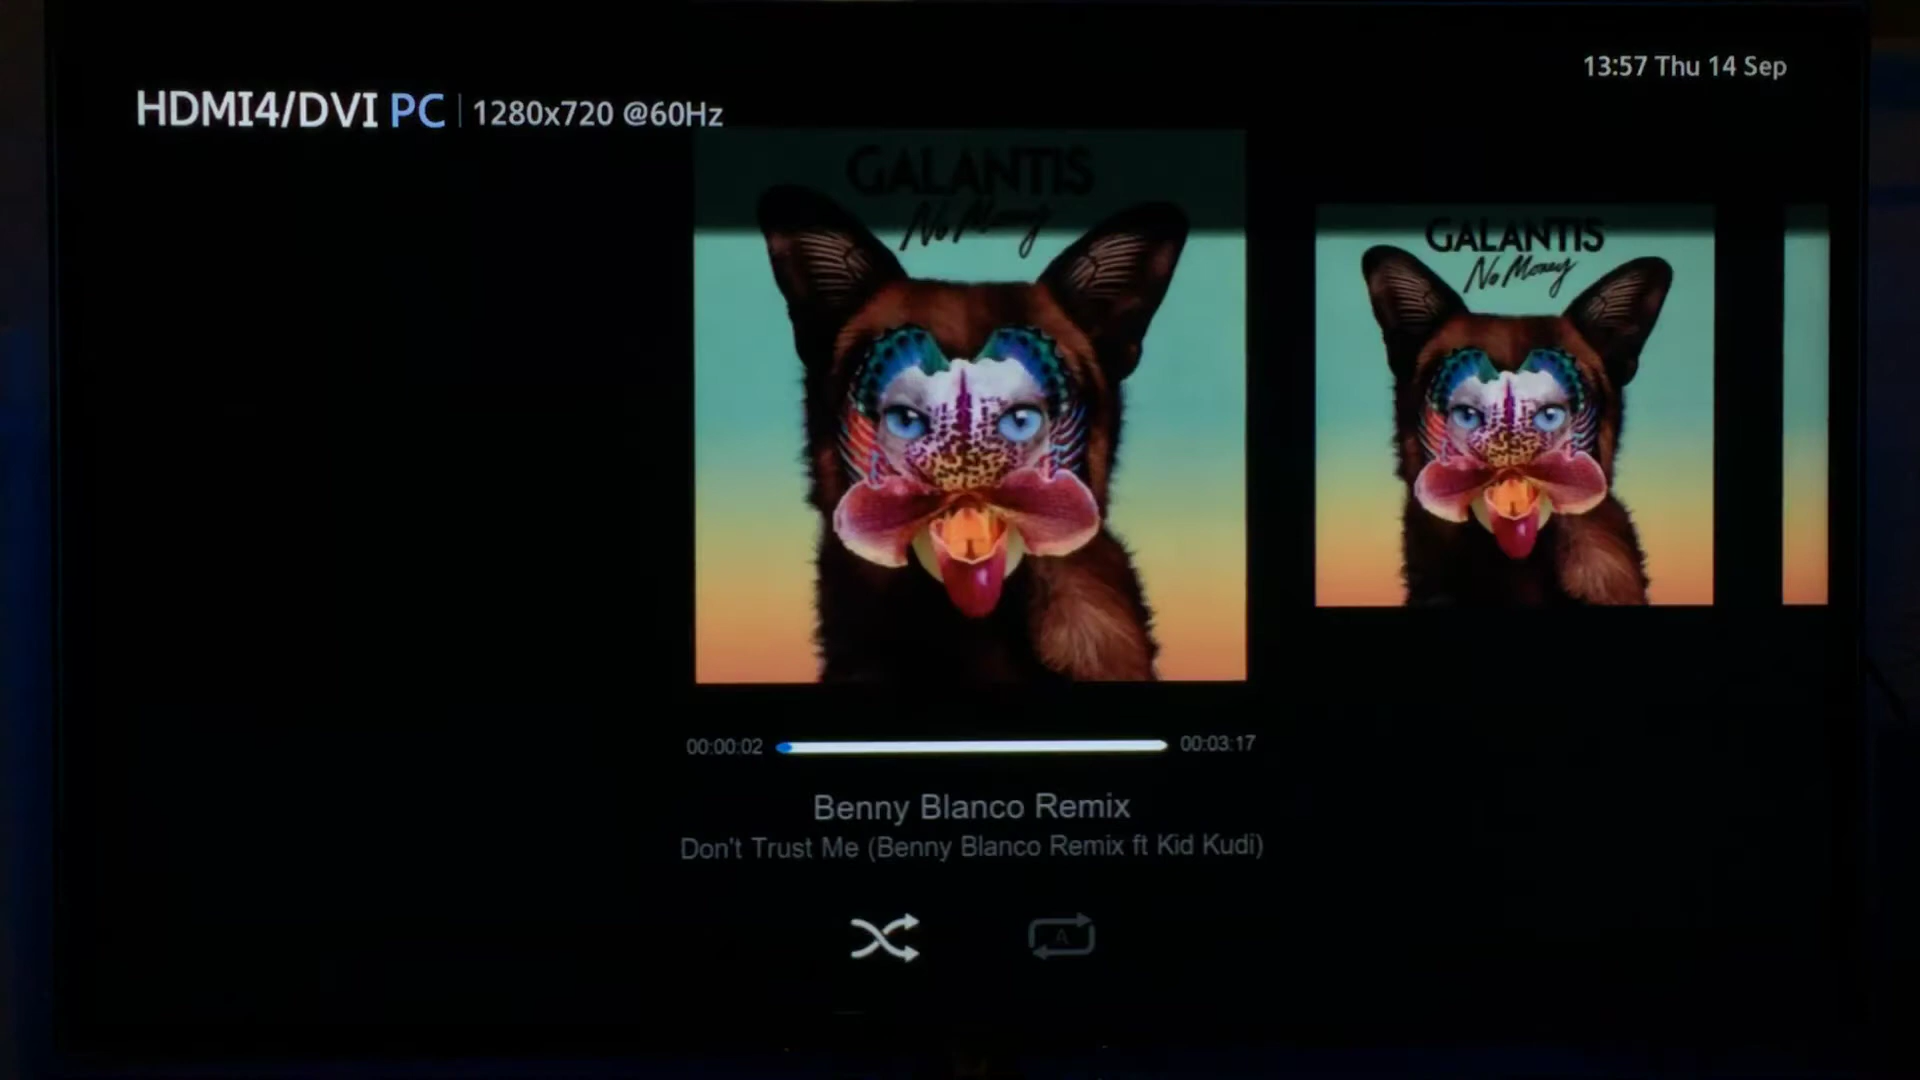 13:57 Thu 14 Sep
HDMI4/DVI PC 1280x720 @60Hz
GALANTIS
No Money
GALANTIS
No Money
00:00:02
00:03:17
Benny Blanco Remix
Don't Trust Me (Benny Blanco Remix ft Kid Kudi)
A